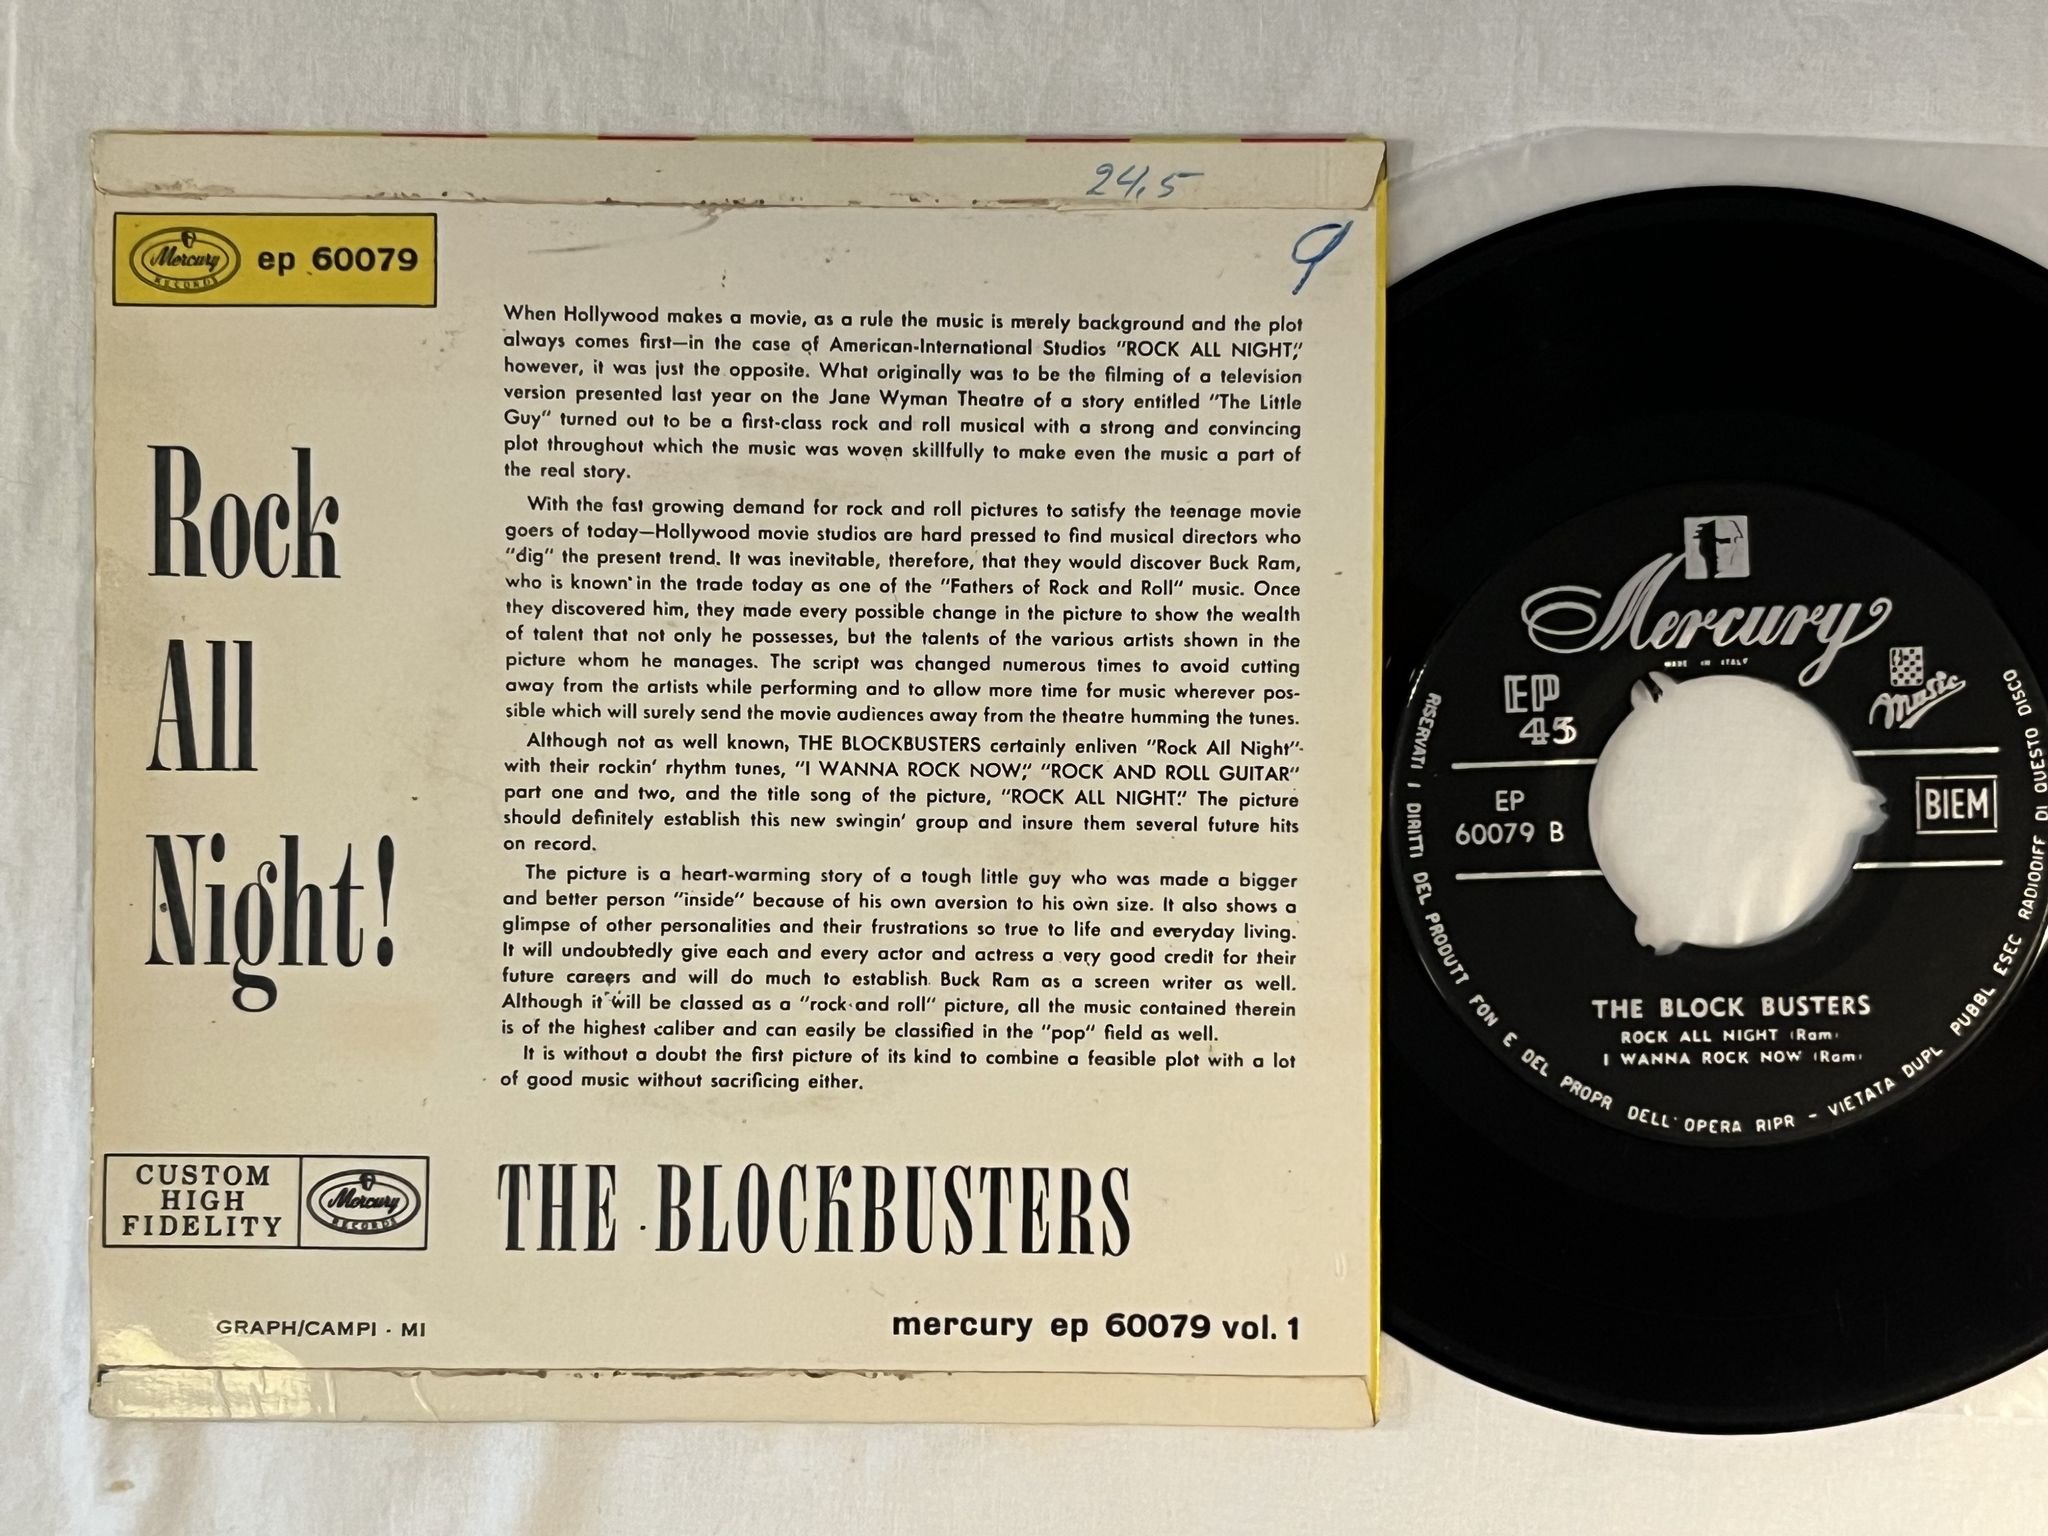 24,5
9
Mercury
RECORDS
ep 60079
Rock
All
Night!
When Hollywood makes a movie, as a rule the music is merely background and the plot
always comes first—in the case of American-International Studios "ROCK ALL NIGHT,"
however, it was just the opposite. What originally was to be the filming of a television
version presented last year on the Jane Wyman Theatre of a story entitled "The Little
Guy" turned out to be a first-class rock and roll musical with a strong and convincing
plot throughout which the music was woven skillfully to make even the music a part of
the real story.
With the fast growing demand for rock and roll pictures to satisfy the teenage movie
goers of today—Hollywood movie studios are hard pressed to find musical directors who
"dig" the present trend. It was inevitable, therefore, that they would discover Buck Ram,
who is known in the trade today as one of the "Fathers of Rock and Roll" music. Once
they discovered him, they made every possible change in the picture to show the wealth
of talent that not only he possesses, but the talents of the various artists shown in the
picture whom he manages. The script was changed numerous times to avoid cutting
away from the artists while performing and to allow more time for music wherever pos-
sible which will surely send the movie audiences away from the theatre humming the tunes.
Although not as well known, THE BLOCKBUSTERS certainly enliven "Rock All Night"
with their rockin' rhythm tunes, "I WANNA ROCK NOW," "ROCK AND ROLL GUITAR"
part one and two, and the title song of the picture, "ROCK ALL NIGHT." The picture
should definitely establish this new swingin' group and insure them several future hits
on record.
The picture is a heart-warming story of a tough little guy who was made a bigger
and better person "inside" because of his own aversion to his own size. It also shows a
glimpse of other personalities and their frustrations so true to life and everyday living.
It will undoubtedly give each and every actor and actress a very good credit for their
future careers and will do much to establish Buck Ram as a screen writer as well.
Although it will be classed as a "rock and roll" picture, all the music contained therein
is of the highest caliber and can easily be classified in the "pop" field as well.
It is without a doubt the first picture of its kind to combine a feasible plot with a lot
of good music without sacrificing either.
CUSTOM
HIGH
FIDELITY
Mercury
RECORDS
THE BLOCKBUSTERS
GRAPH/CAMPI - MI
mercury ep 60079 vol. 1
Mercury
MADE IN ITALY
EP
45
Music
EP
60079 B
BIEM
THE BLOCK BUSTERS
ROCK ALL NIGHT (Ram)
I WANNA ROCK NOW (Ram)
RISERVATI I DIRITTI DEL PRODUTT FON E DEL PROPR DELL'OPERA RIPR - VIETATA DUPL PUBBL ESEC RADIODIFF DI QUESTO DISCO